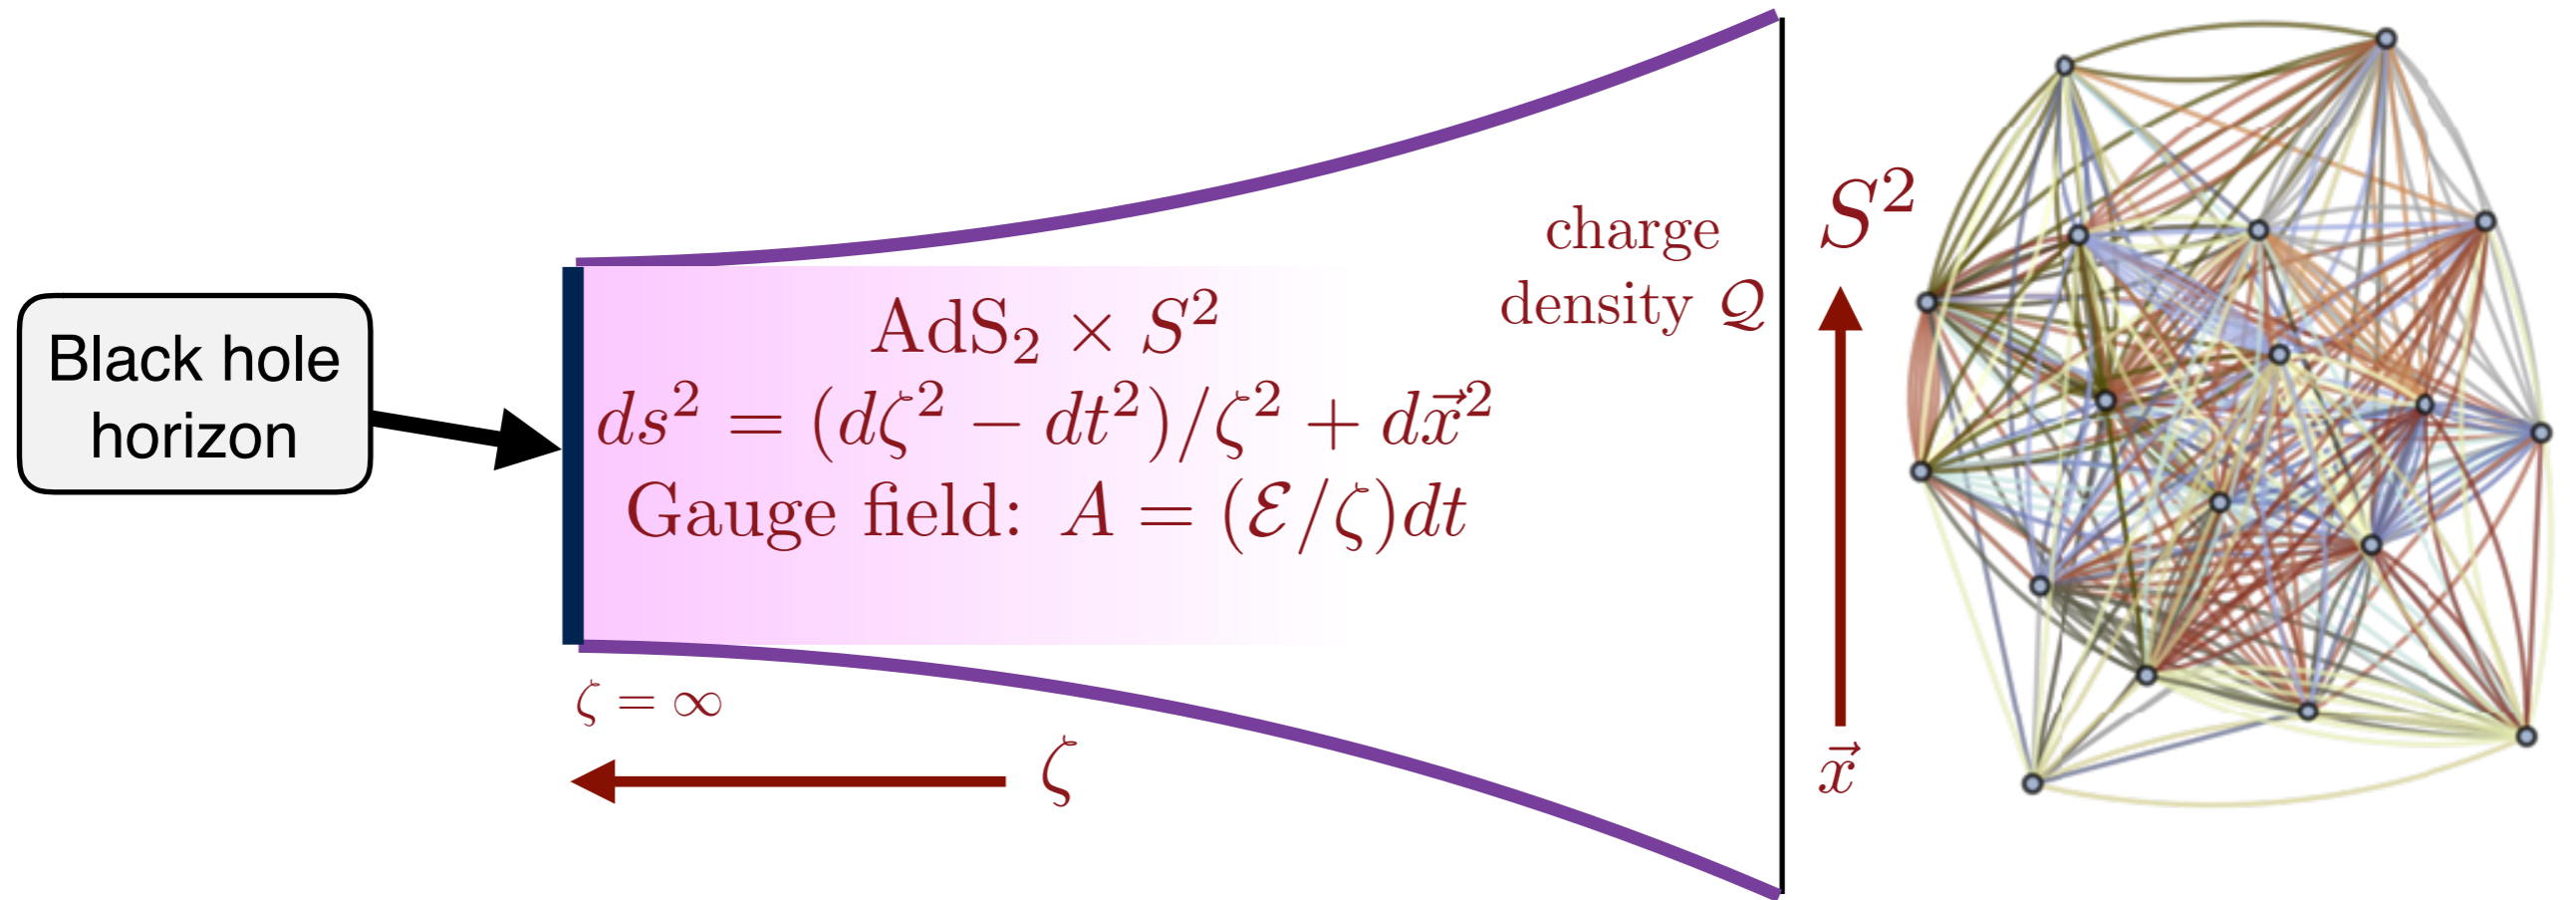 Black hole
horizon
AdS₂ × S²
ds² = (dζ² − dt²)/ζ² + dx⃗²
Gauge field: A = (ℰ/ζ)dt
ζ = ∞
ζ
charge
density 𝒬
S²
x⃗